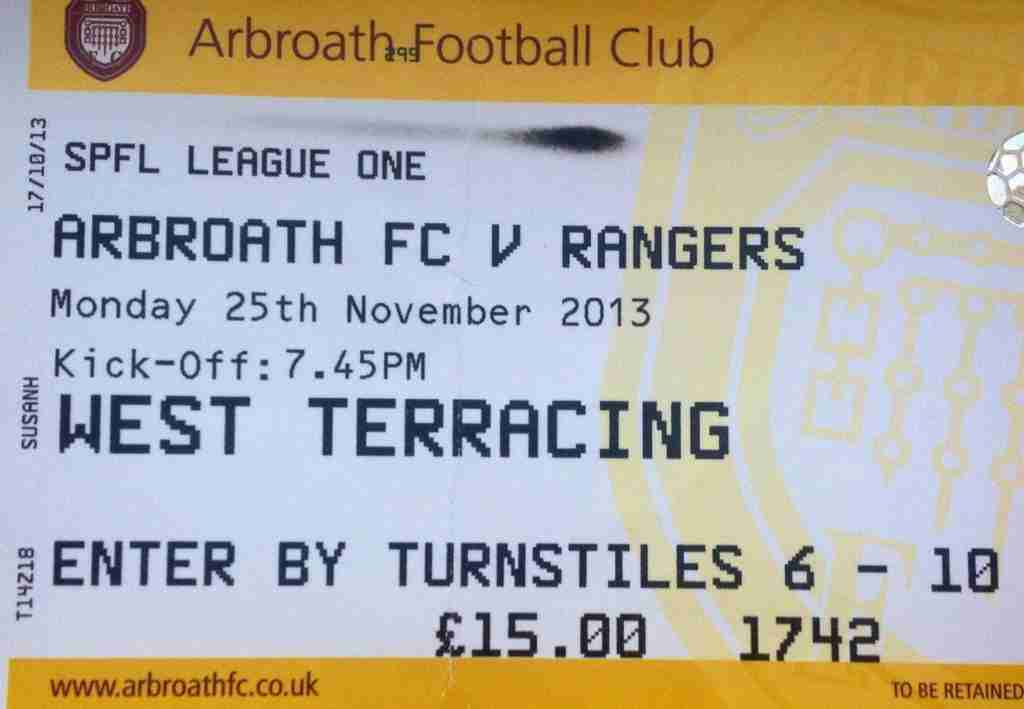 ARBROATH
Arbroath Football Club
299
17/10/13
SPFL LEAGUE ONE
ARBROATH FC V RANGERS
Monday 25th November 2013
Kick-Off: 7.45PM
SUSANH
WEST TERRACING
T14218
ENTER BY TURNSTILES 6 - 10
£15.00 1742
www.arbroathfc.co.uk
TO BE RETAINED